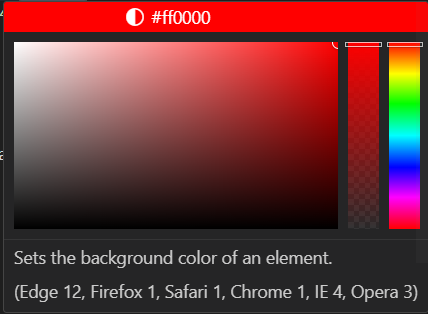 #ff0000
Sets the background color of an element.
(Edge 12, Firefox 1, Safari 1, Chrome 1, IE 4, Opera 3)